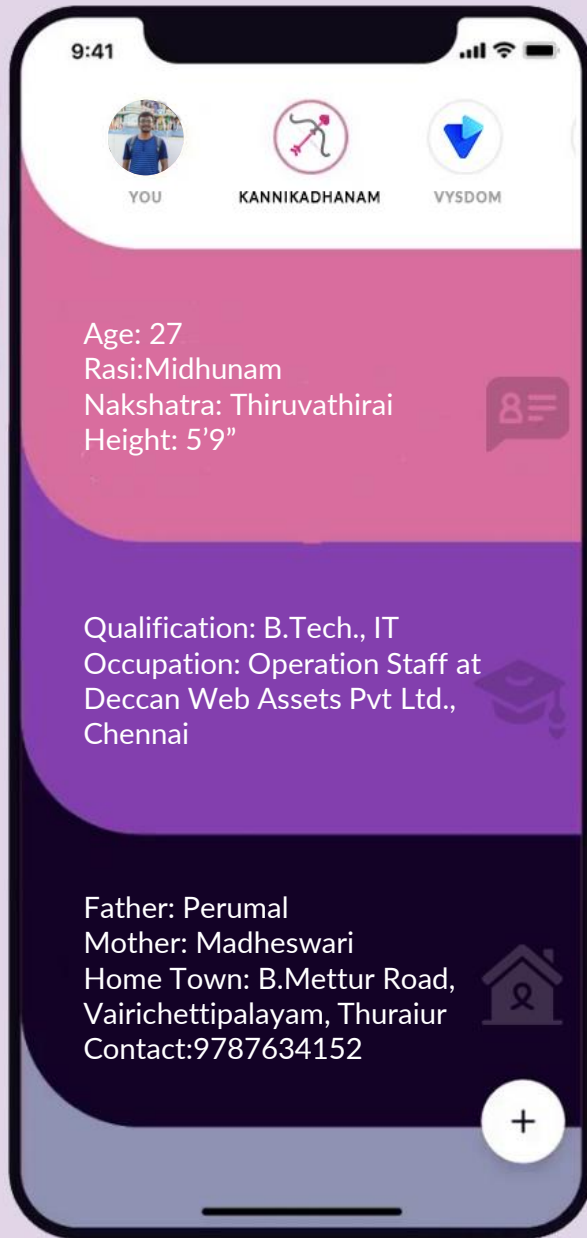 9:41
YOU
KANNIKADHANAM
VYSDOM
Age: 27
Rasi:Midhunam
Nakshatra: Thiruvathirai
Height: 5’9”
Qualification: B.Tech., IT
Occupation: Operation Staff at
Deccan Web Assets Pvt Ltd.,
Chennai
Father: Perumal
Mother: Madheswari
Home Town: B.Mettur Road,
Vairichettipalayam, Thuraiur
Contact:9787634152
+